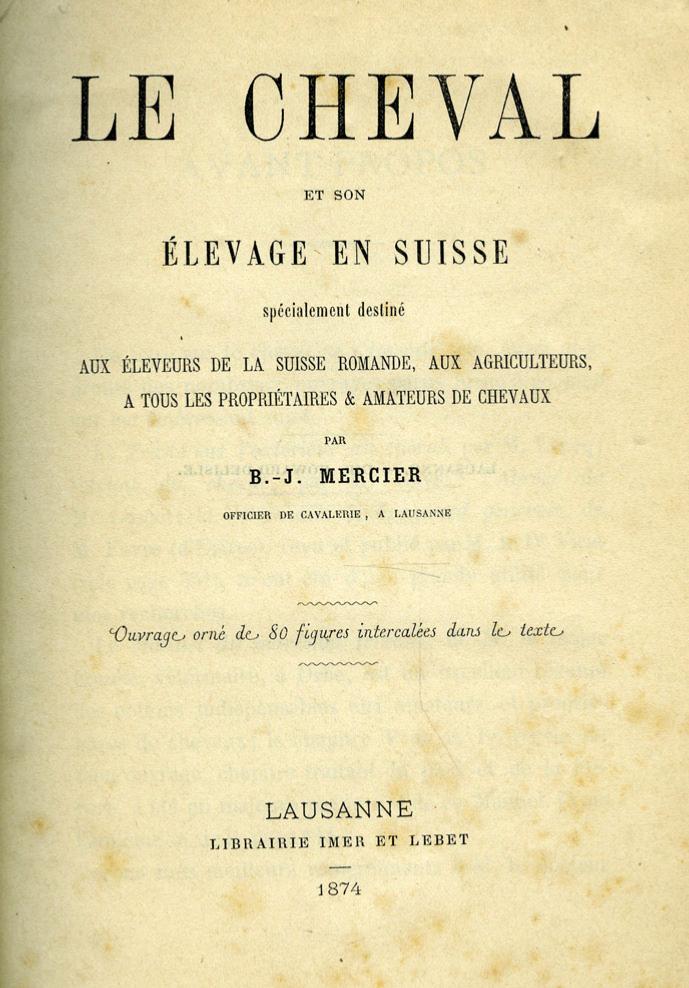 LE CHEVAL
ET SON
ÉLEVAGE EN SUISSE
spécialement destiné
AUX ÉLEVEURS DE LA SUISSE ROMANDE, AUX AGRICULTEURS,
A TOUS LES PROPRIÉTAIRES & AMATEURS DE CHEVAUX
PAR
B.-J. MERCIER
OFFICIER DE CAVALERIE, A LAUSANNE
Ouvrage orné de 80 figures intercalées dans le texte
LAUSANNE
LIBRAIRIE IMER ET LEBET
1874